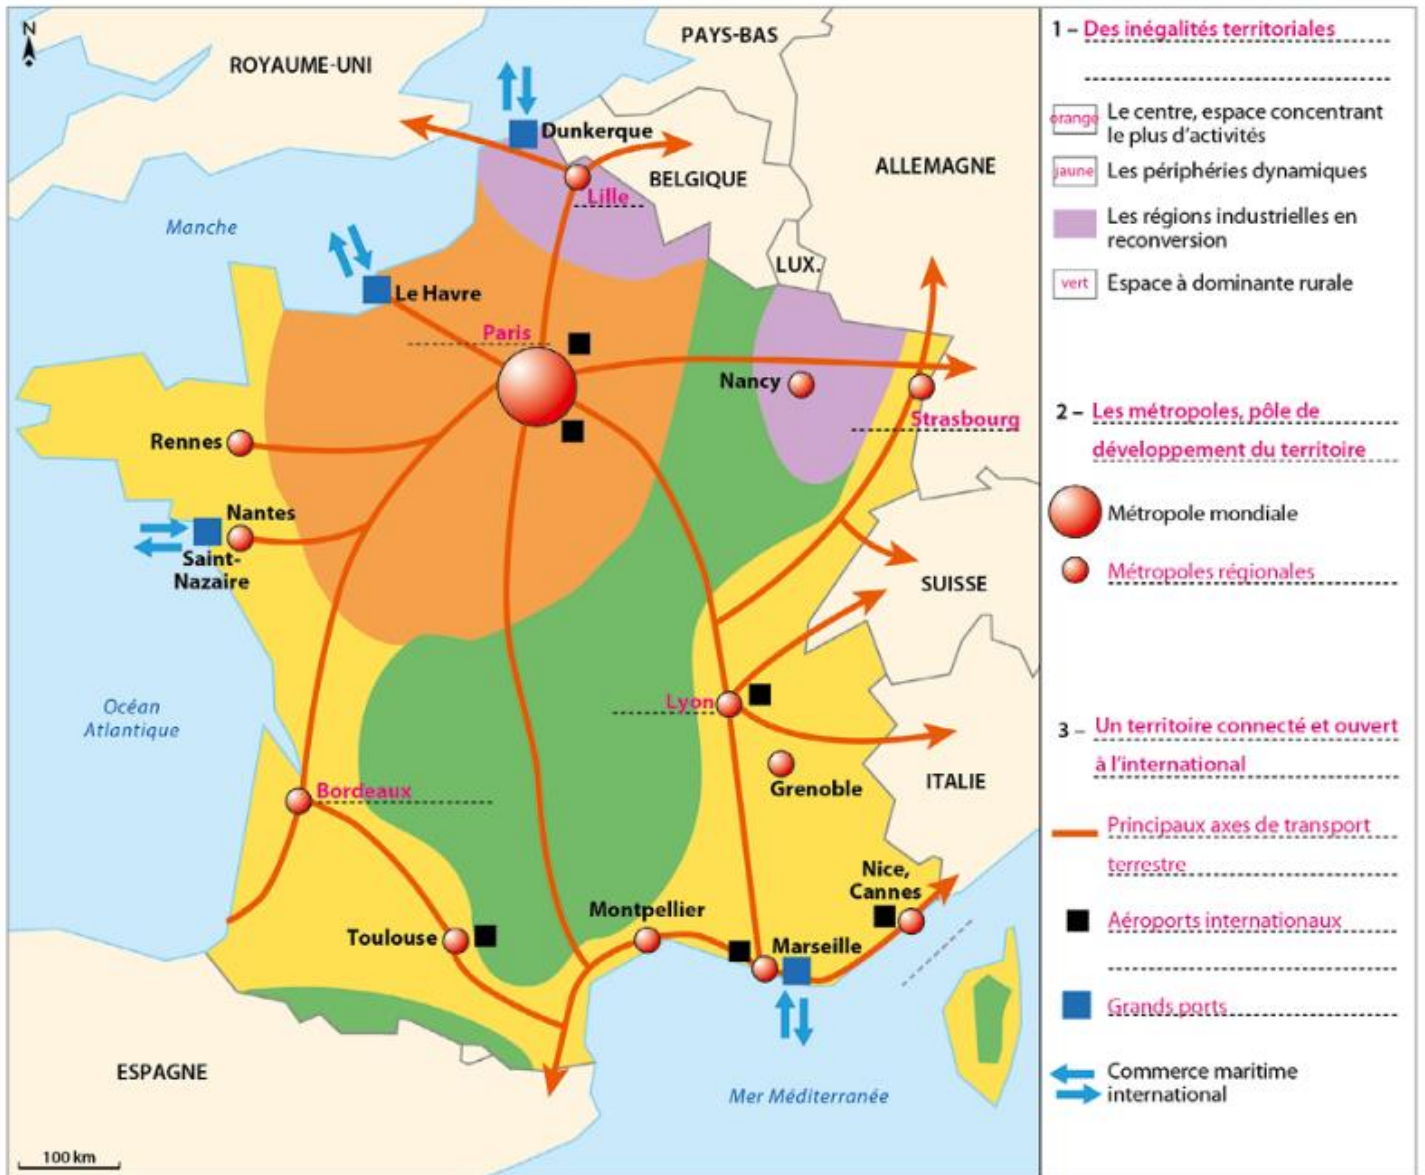 N
ROYAUME-UNI
PAYS-BAS
Dunkerque
BELGIQUE
ALLEMAGNE
Lille
Manche
LUX.
Le Havre
Paris
Nancy
Strasbourg
Rennes
Nantes
Saint-
Nazaire
SUISSE
Lyon
Océan
Atlantique
ITALIE
Grenoble
Bordeaux
Nice,
Cannes
Montpellier
Toulouse
Marseille
ESPAGNE
Mer Méditerranée
100 km
1 – Des inégalités territoriales
orange Le centre, espace concentrant
le plus d'activités
jaune Les périphéries dynamiques
Les régions industrielles en
reconversion
vert Espace à dominante rurale
2 – Les métropoles, pôle de
développement du territoire
Métropole mondiale
Métropoles régionales
3 – Un territoire connecté et ouvert
à l'international
Principaux axes de transport
terrestre
Aéroports internationaux
Grands ports
Commerce maritime
international